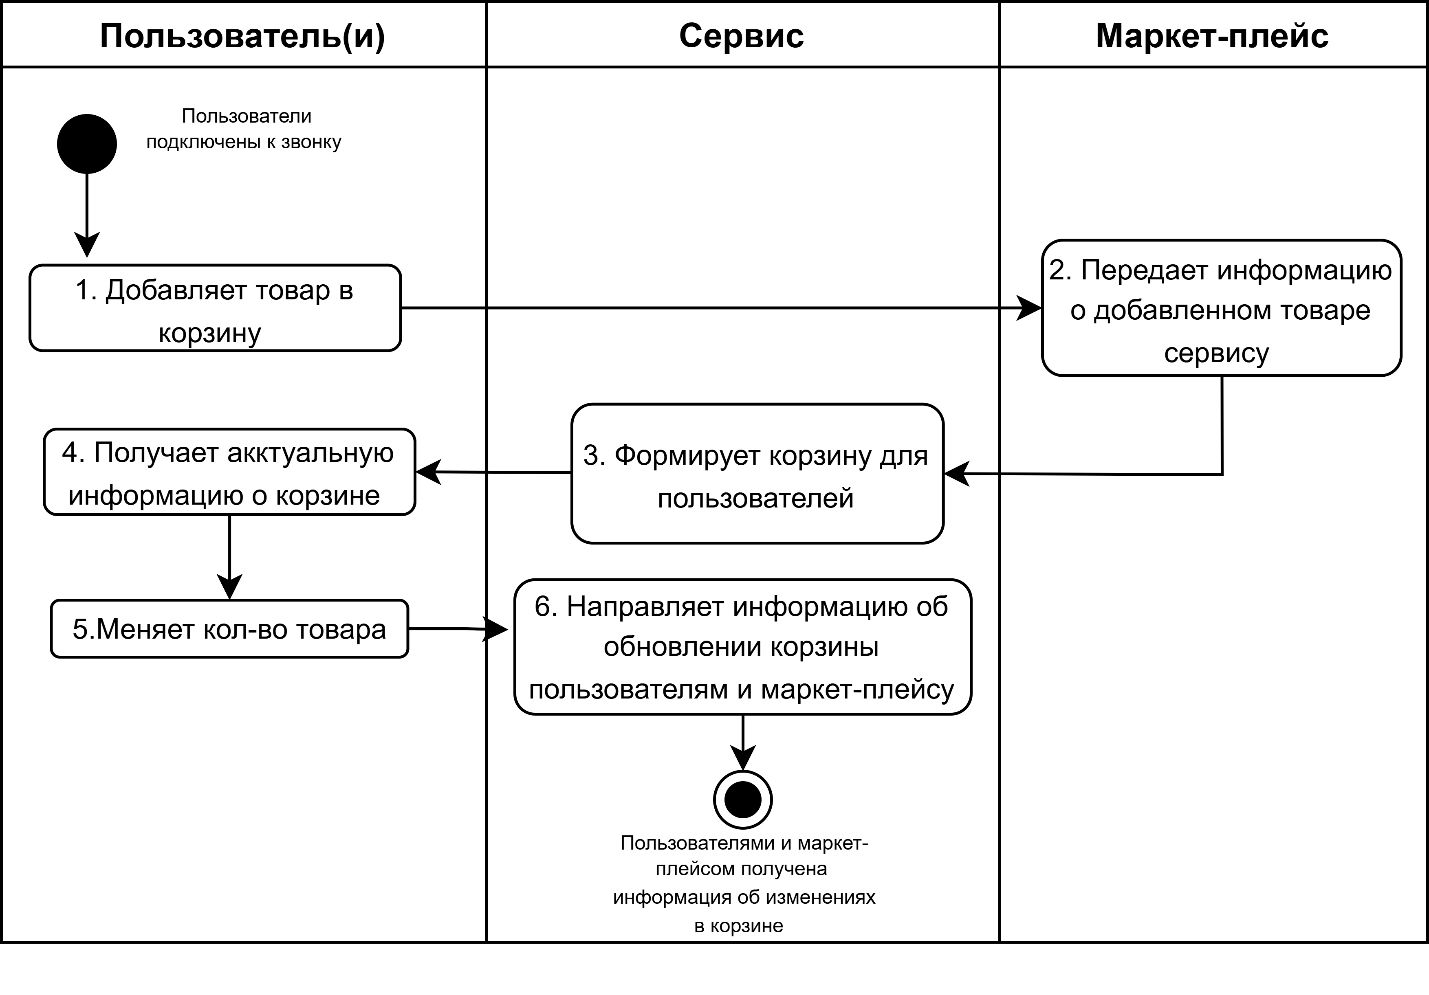 Пользователь(и)
Сервис
Маркет-плейс
Пользователи
подключены к звонку
1. Добавляет товар в
корзину
2. Передает информацию
о добавленном товаре
сервису
3. Формирует корзину для
пользователей
4. Получает акктуальную
информацию о корзине
5.Меняет кол-во товара
6. Направляет информацию об
обновлении корзины
пользователям и маркет-плейсу
Пользователями и маркет-
плейсом получена
информация об изменениях
в корзине